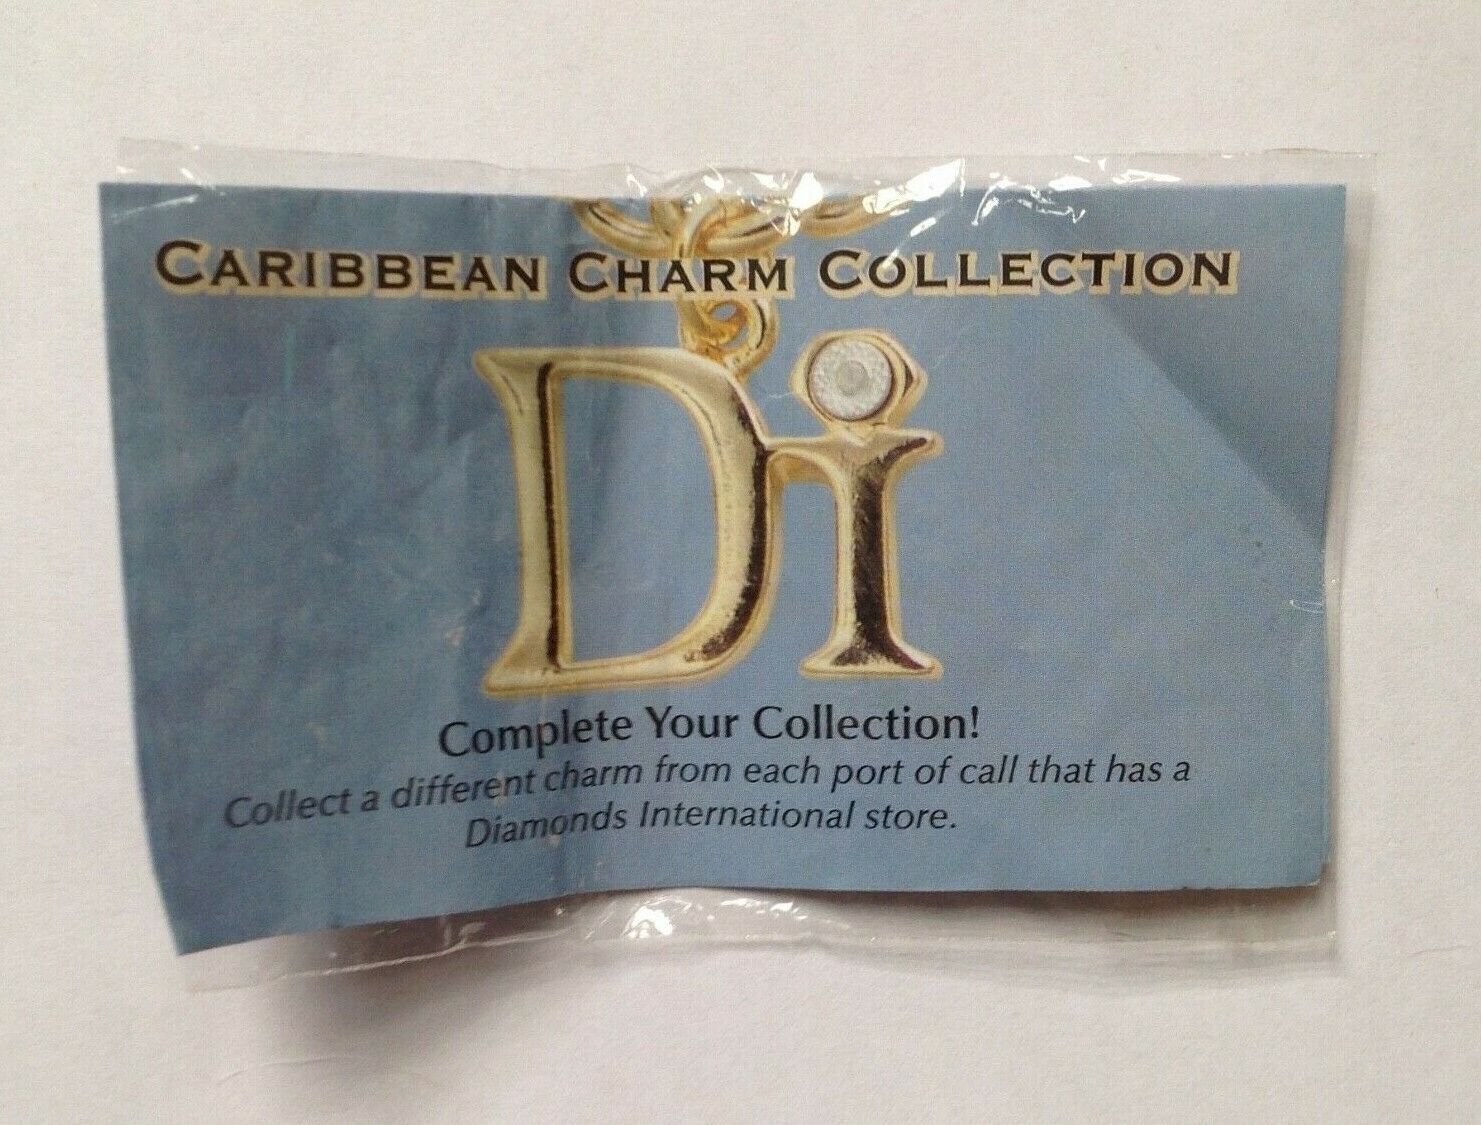 CARIBBEAN CHARM COLLECTION
Di
Complete Your Collection!
Collect a different charm from each port of call that has a
Diamonds International store.